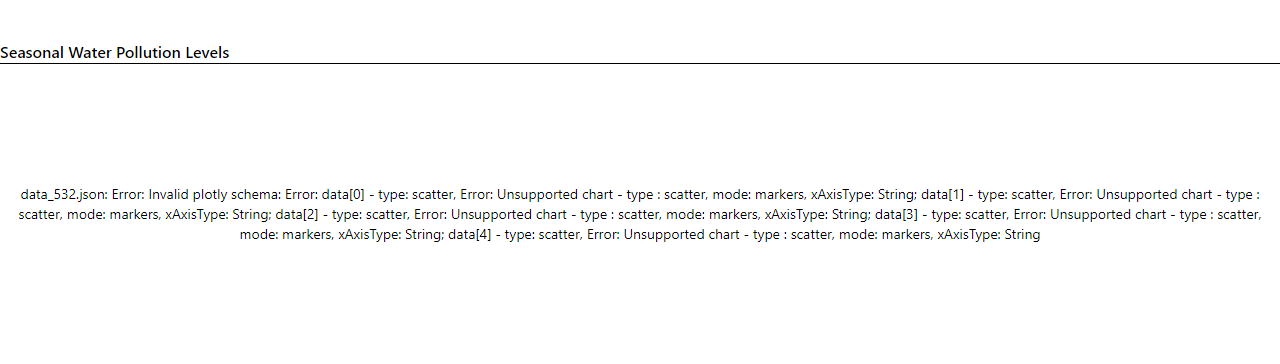 Seasonal Water Pollution Levels
data_532.json: Error: Invalid plotly schema: Error: data[0] - type: scatter, Error: Unsupported chart - type : scatter, mode: markers, xAxisType: String; data[1] - type: scatter, Error: Unsupported chart - type :
scatter, mode: markers, xAxisType: String; data[2] - type: scatter, Error: Unsupported chart - type : scatter, mode: markers, xAxisType: String; data[3] - type: scatter, Error: Unsupported chart - type : scatter,
mode: markers, xAxisType: String; data[4] - type: scatter, Error: Unsupported chart - type : scatter, mode: markers, xAxisType: String